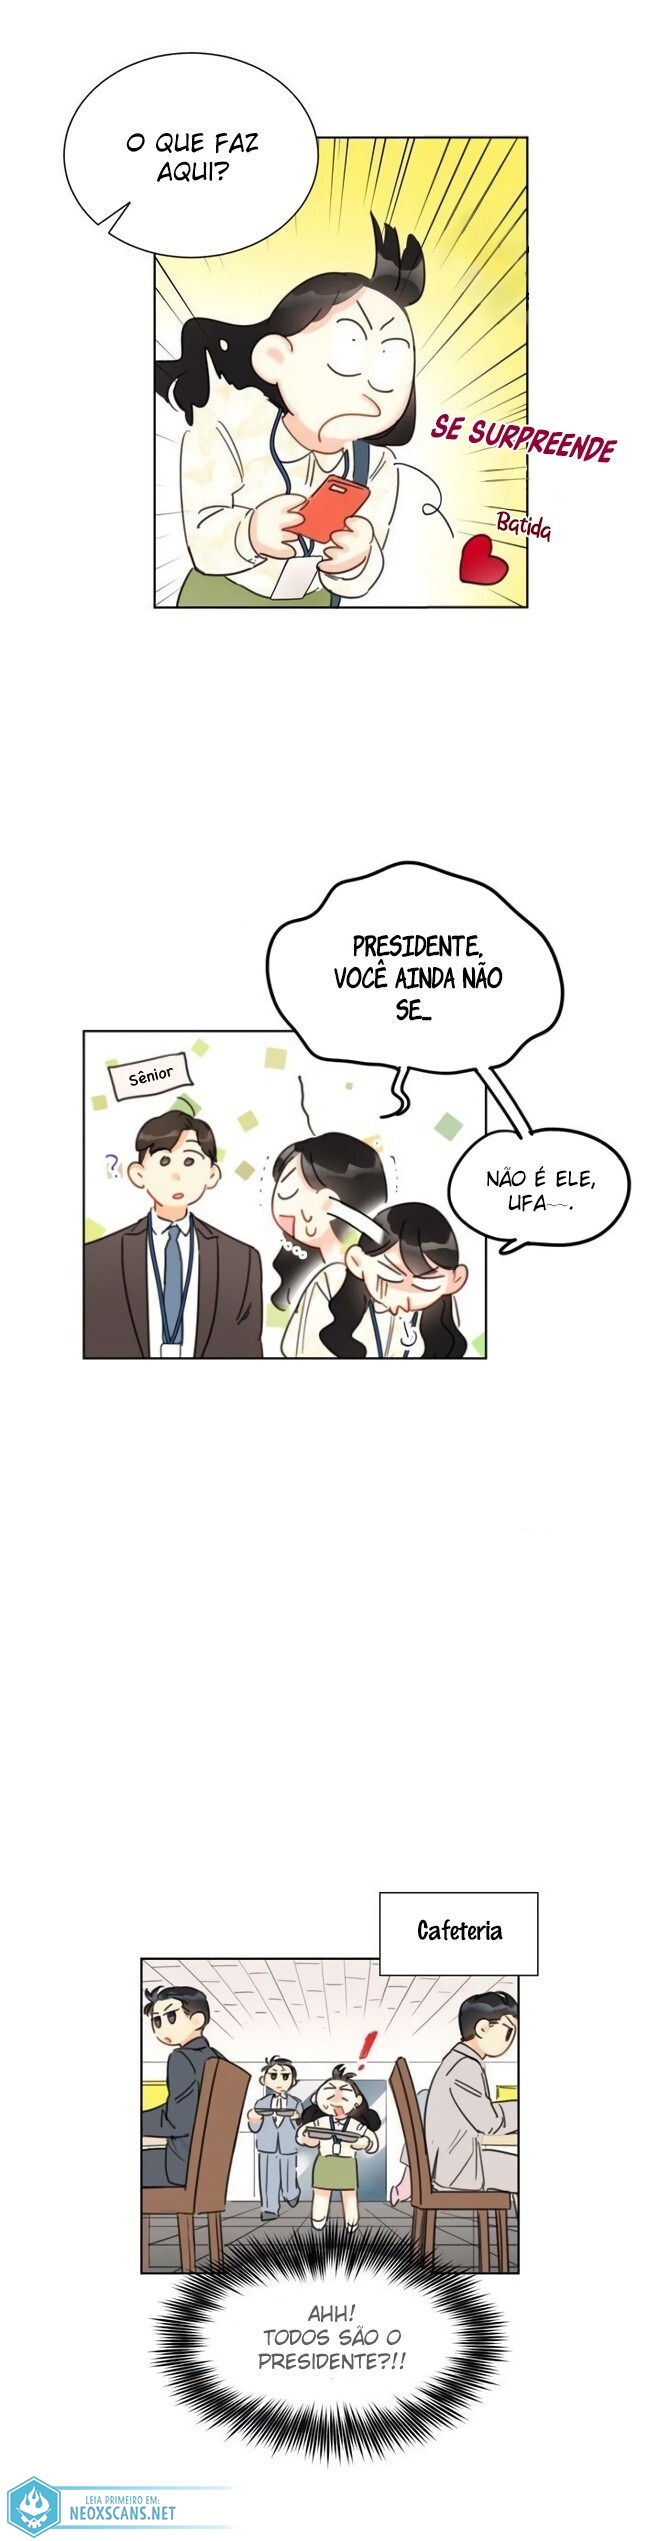 O QUE FAZ
AQUI?
SE SURPREENDE
Batida
PRESIDENTE,
VOCÊ AINDA NÃO
SE...
Sênior
?
NÃO É ELE,
UFA~~.
Cafeteria
!
AHH!
TODOS SÃO O
PRESIDENTE?!!
LEIA PRIMEIRO EM:
NEOXSCANS.NET